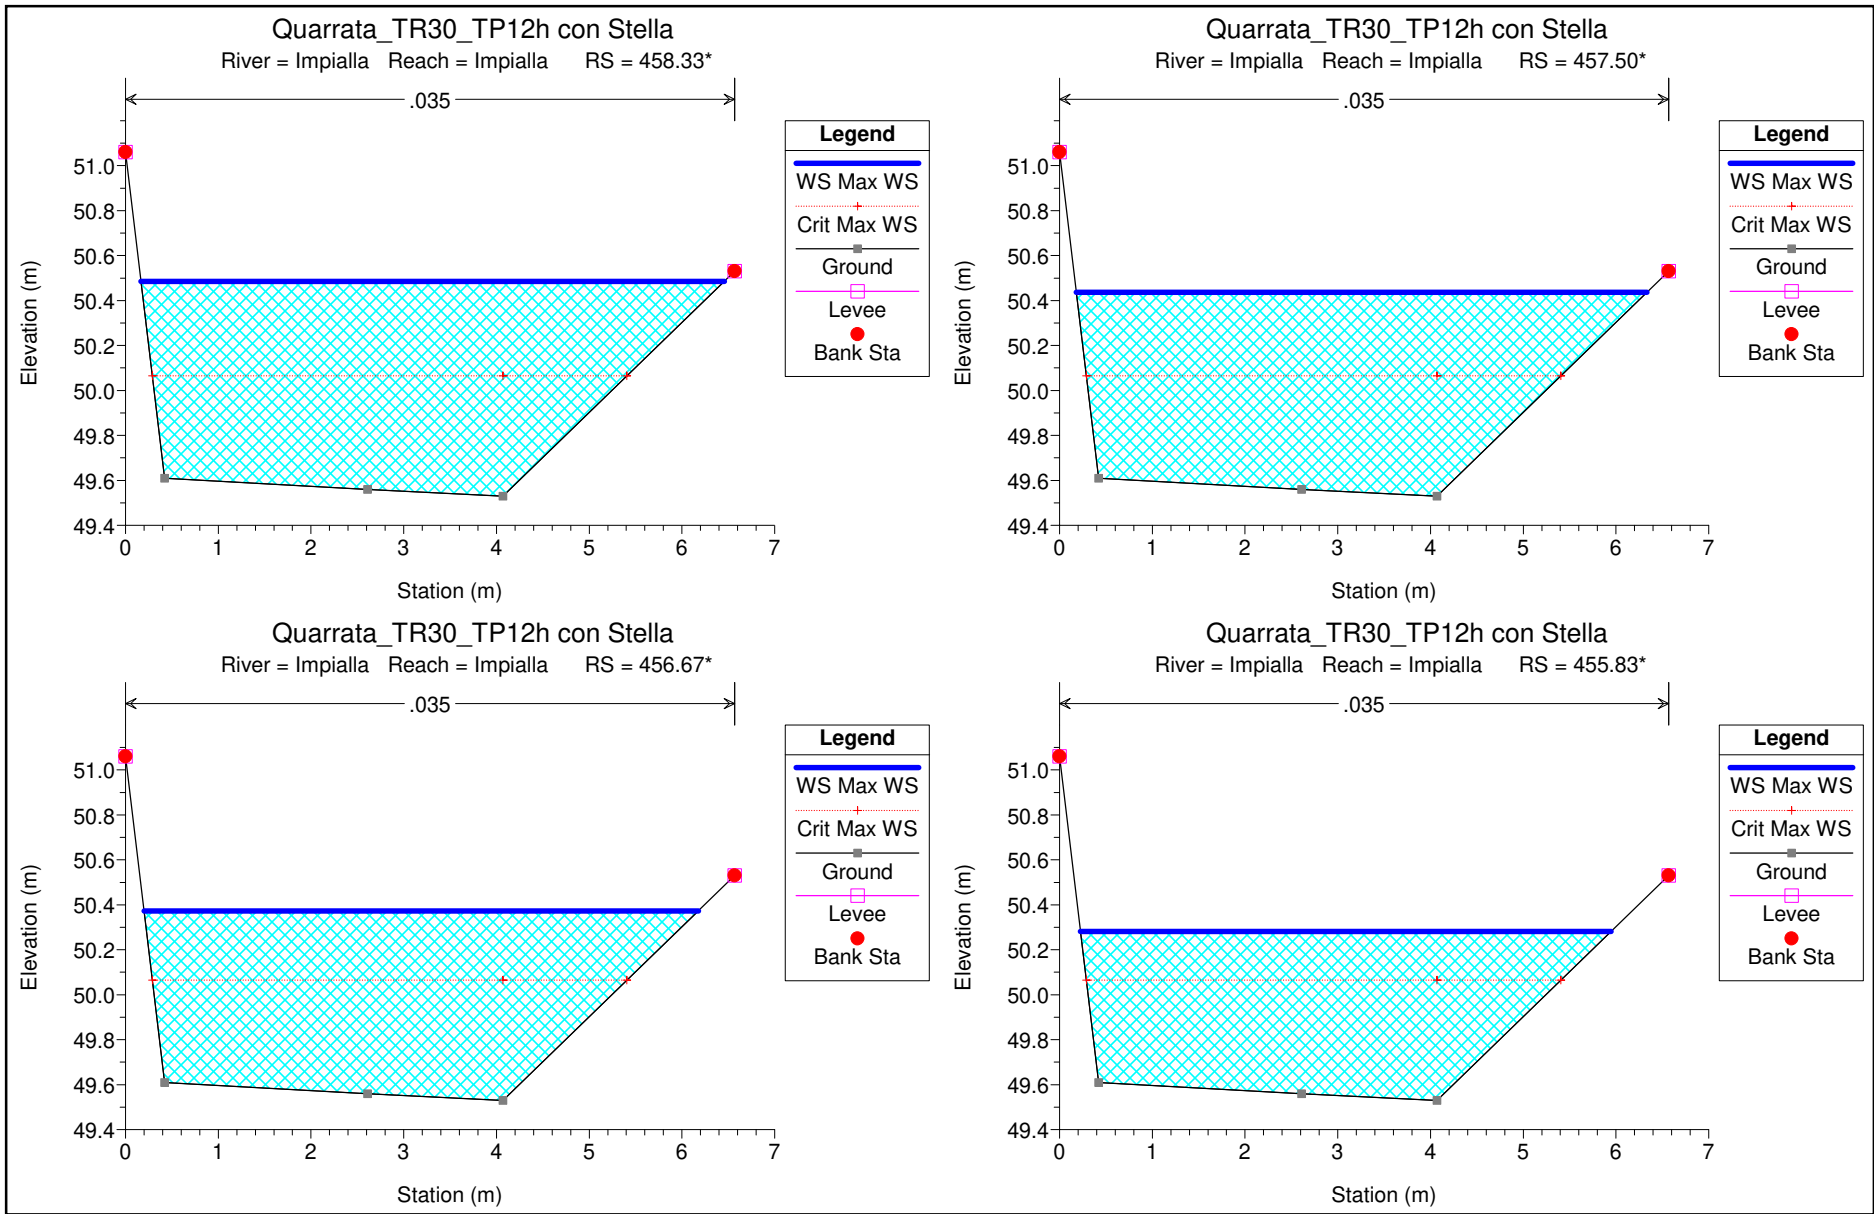 Quarrata_TR30_TP12h con Stella
River = Impialla Reach = Impialla RS = 458.33*
.035
Legend
WS Max WS
Crit Max WS
Ground
Levee
Bank Sta
51.0
50.8
50.6
50.4
50.2
50.0
49.8
49.6
49.4
Elevation (m)
0 1 2 3 4 5 6 7
Station (m)
Quarrata_TR30_TP12h con Stella
River = Impialla Reach = Impialla RS = 457.50*
.035
Legend
WS Max WS
Crit Max WS
Ground
Levee
Bank Sta
51.0
50.8
50.6
50.4
50.2
50.0
49.8
49.6
49.4
Elevation (m)
0 1 2 3 4 5 6 7
Station (m)
Quarrata_TR30_TP12h con Stella
River = Impialla Reach = Impialla RS = 456.67*
.035
Legend
WS Max WS
Crit Max WS
Ground
Levee
Bank Sta
51.0
50.8
50.6
50.4
50.2
50.0
49.8
49.6
49.4
Elevation (m)
0 1 2 3 4 5 6 7
Station (m)
Quarrata_TR30_TP12h con Stella
River = Impialla Reach = Impialla RS = 455.83*
.035
Legend
WS Max WS
Crit Max WS
Ground
Levee
Bank Sta
51.0
50.8
50.6
50.4
50.2
50.0
49.8
49.6
49.4
Elevation (m)
0 1 2 3 4 5 6 7
Station (m)